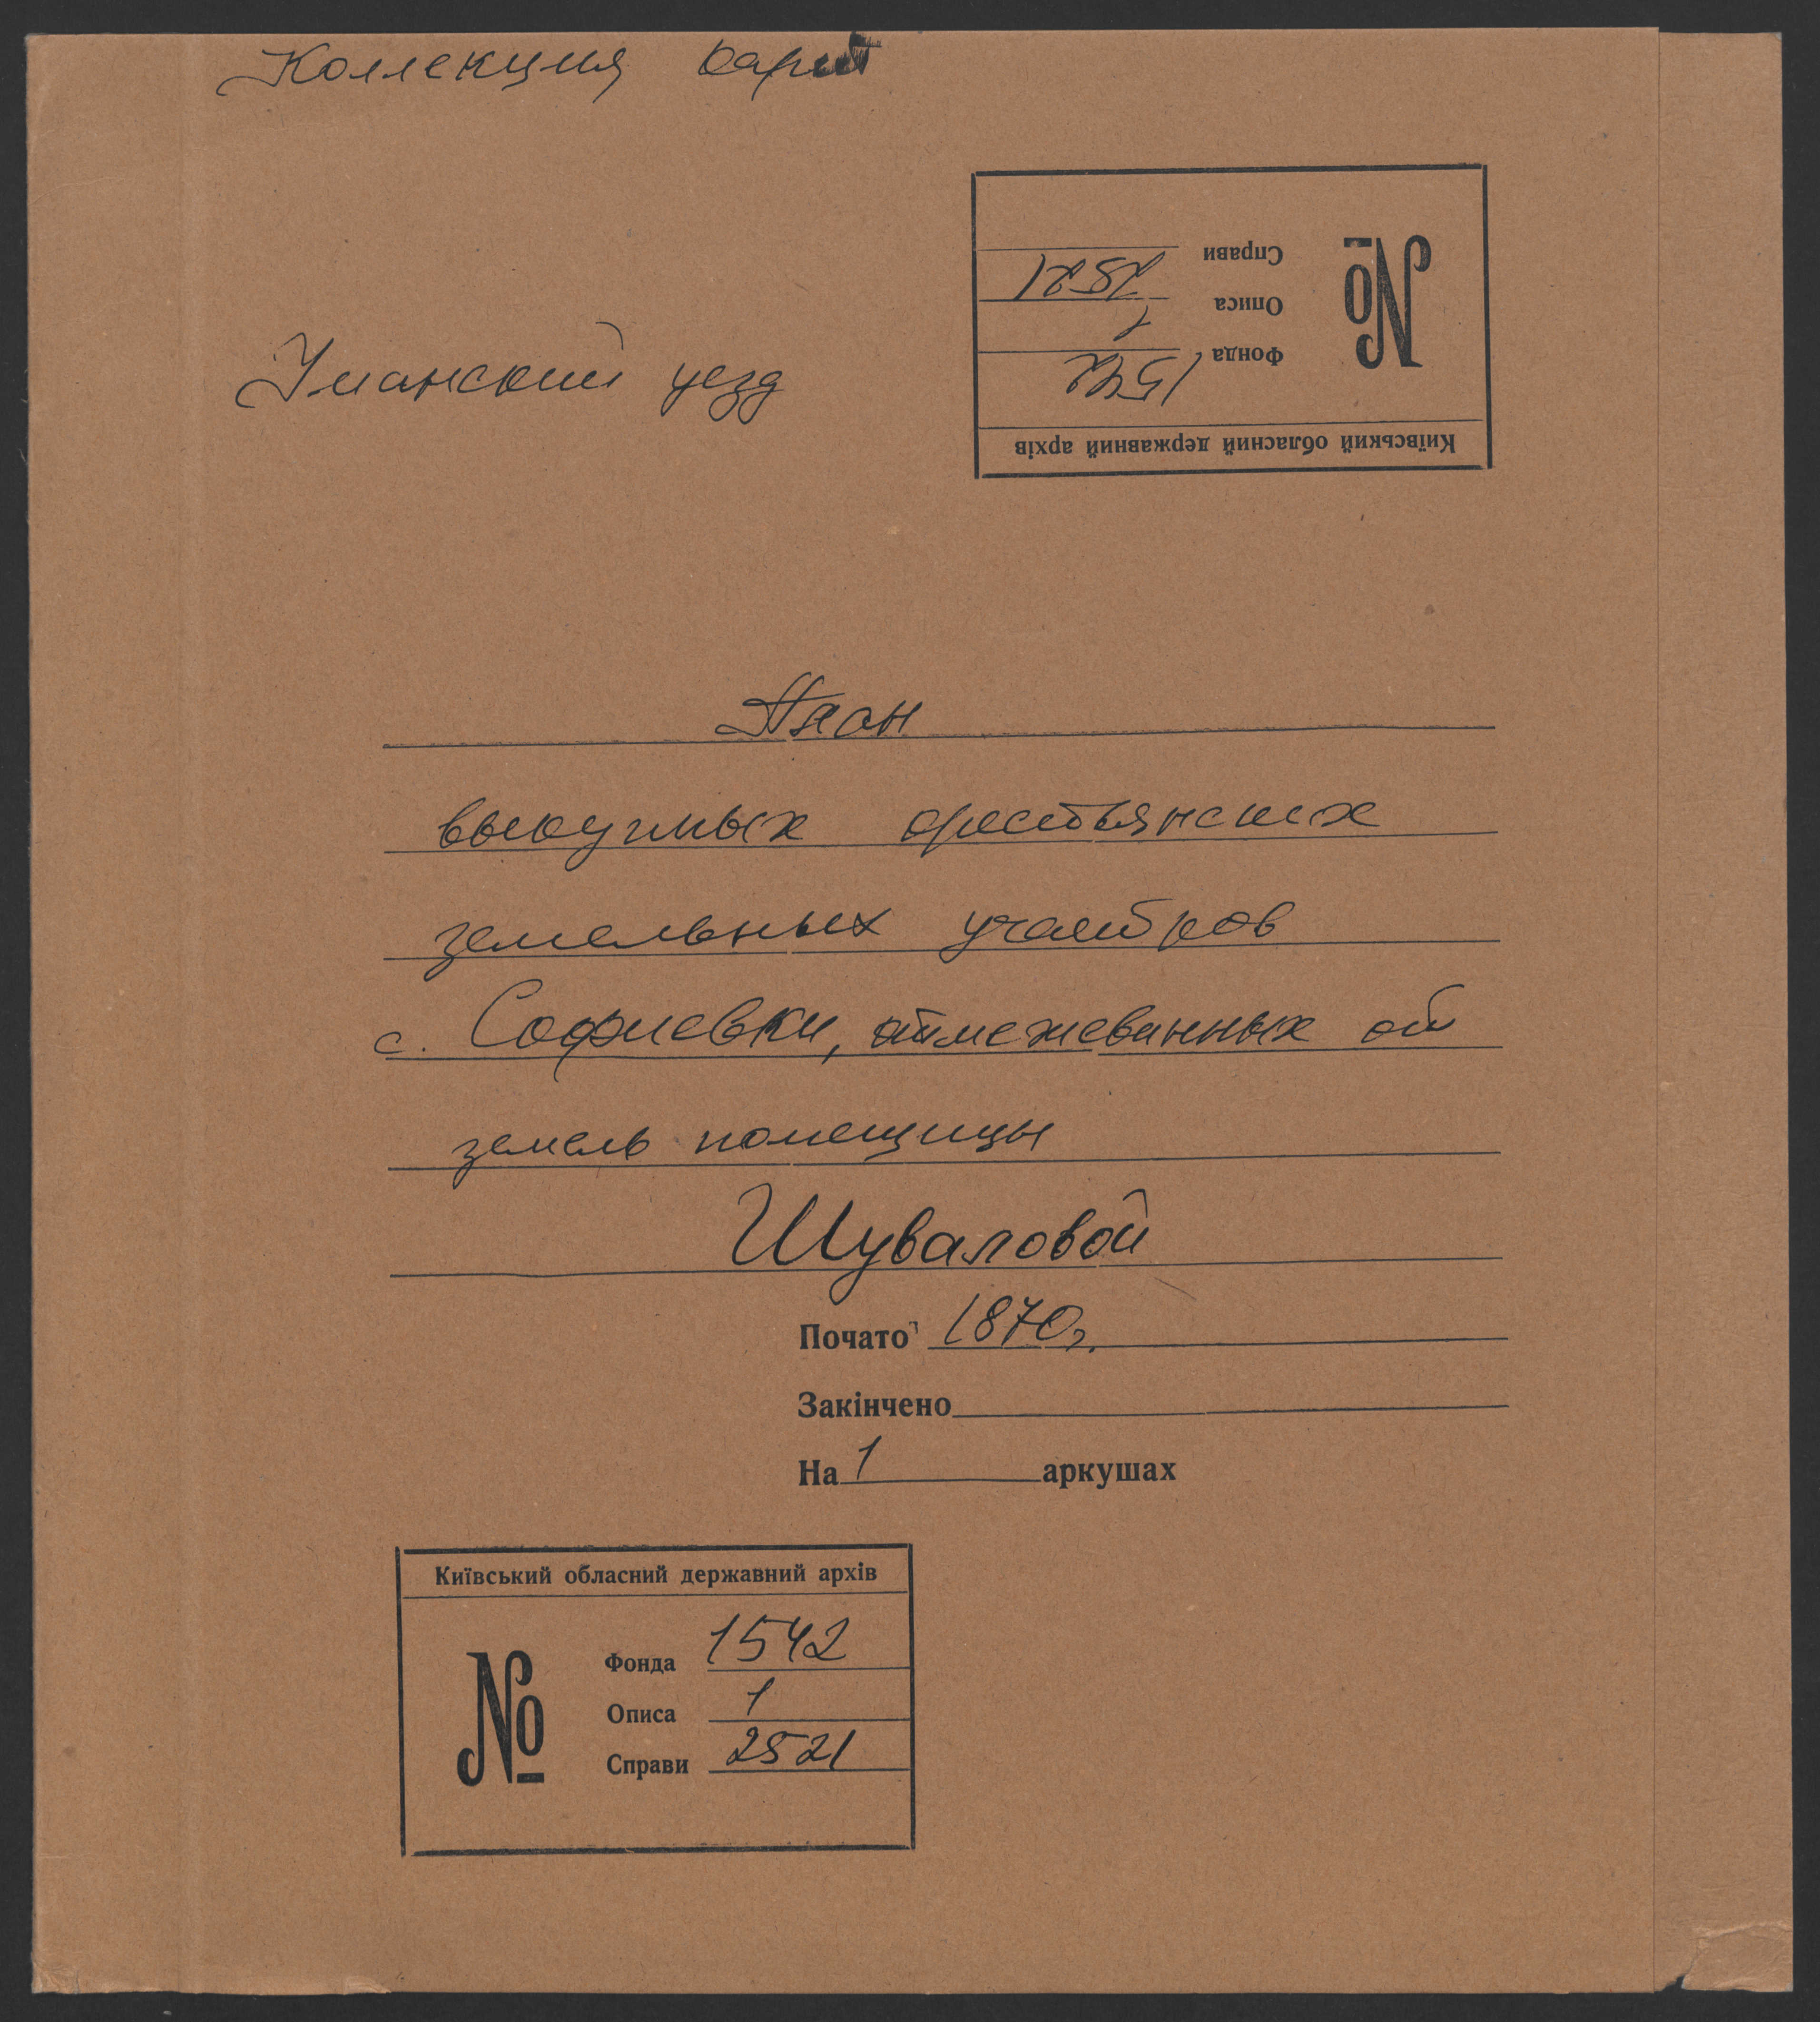 Коллекция карт
Справи 2521
Описа 1
Фонда 1542
№
Київський обласний державний архів
Уманский уезд
План
выкупных крестьянских
земельных участков
с. Софиевки, отмежеванных от
земель помещицы
Шуваловой
Почато 1870г.
Закінчено
На 1 аркушах
Київський обласний державний архів
№
Фонда 1542
Описа 1
Справи 2521